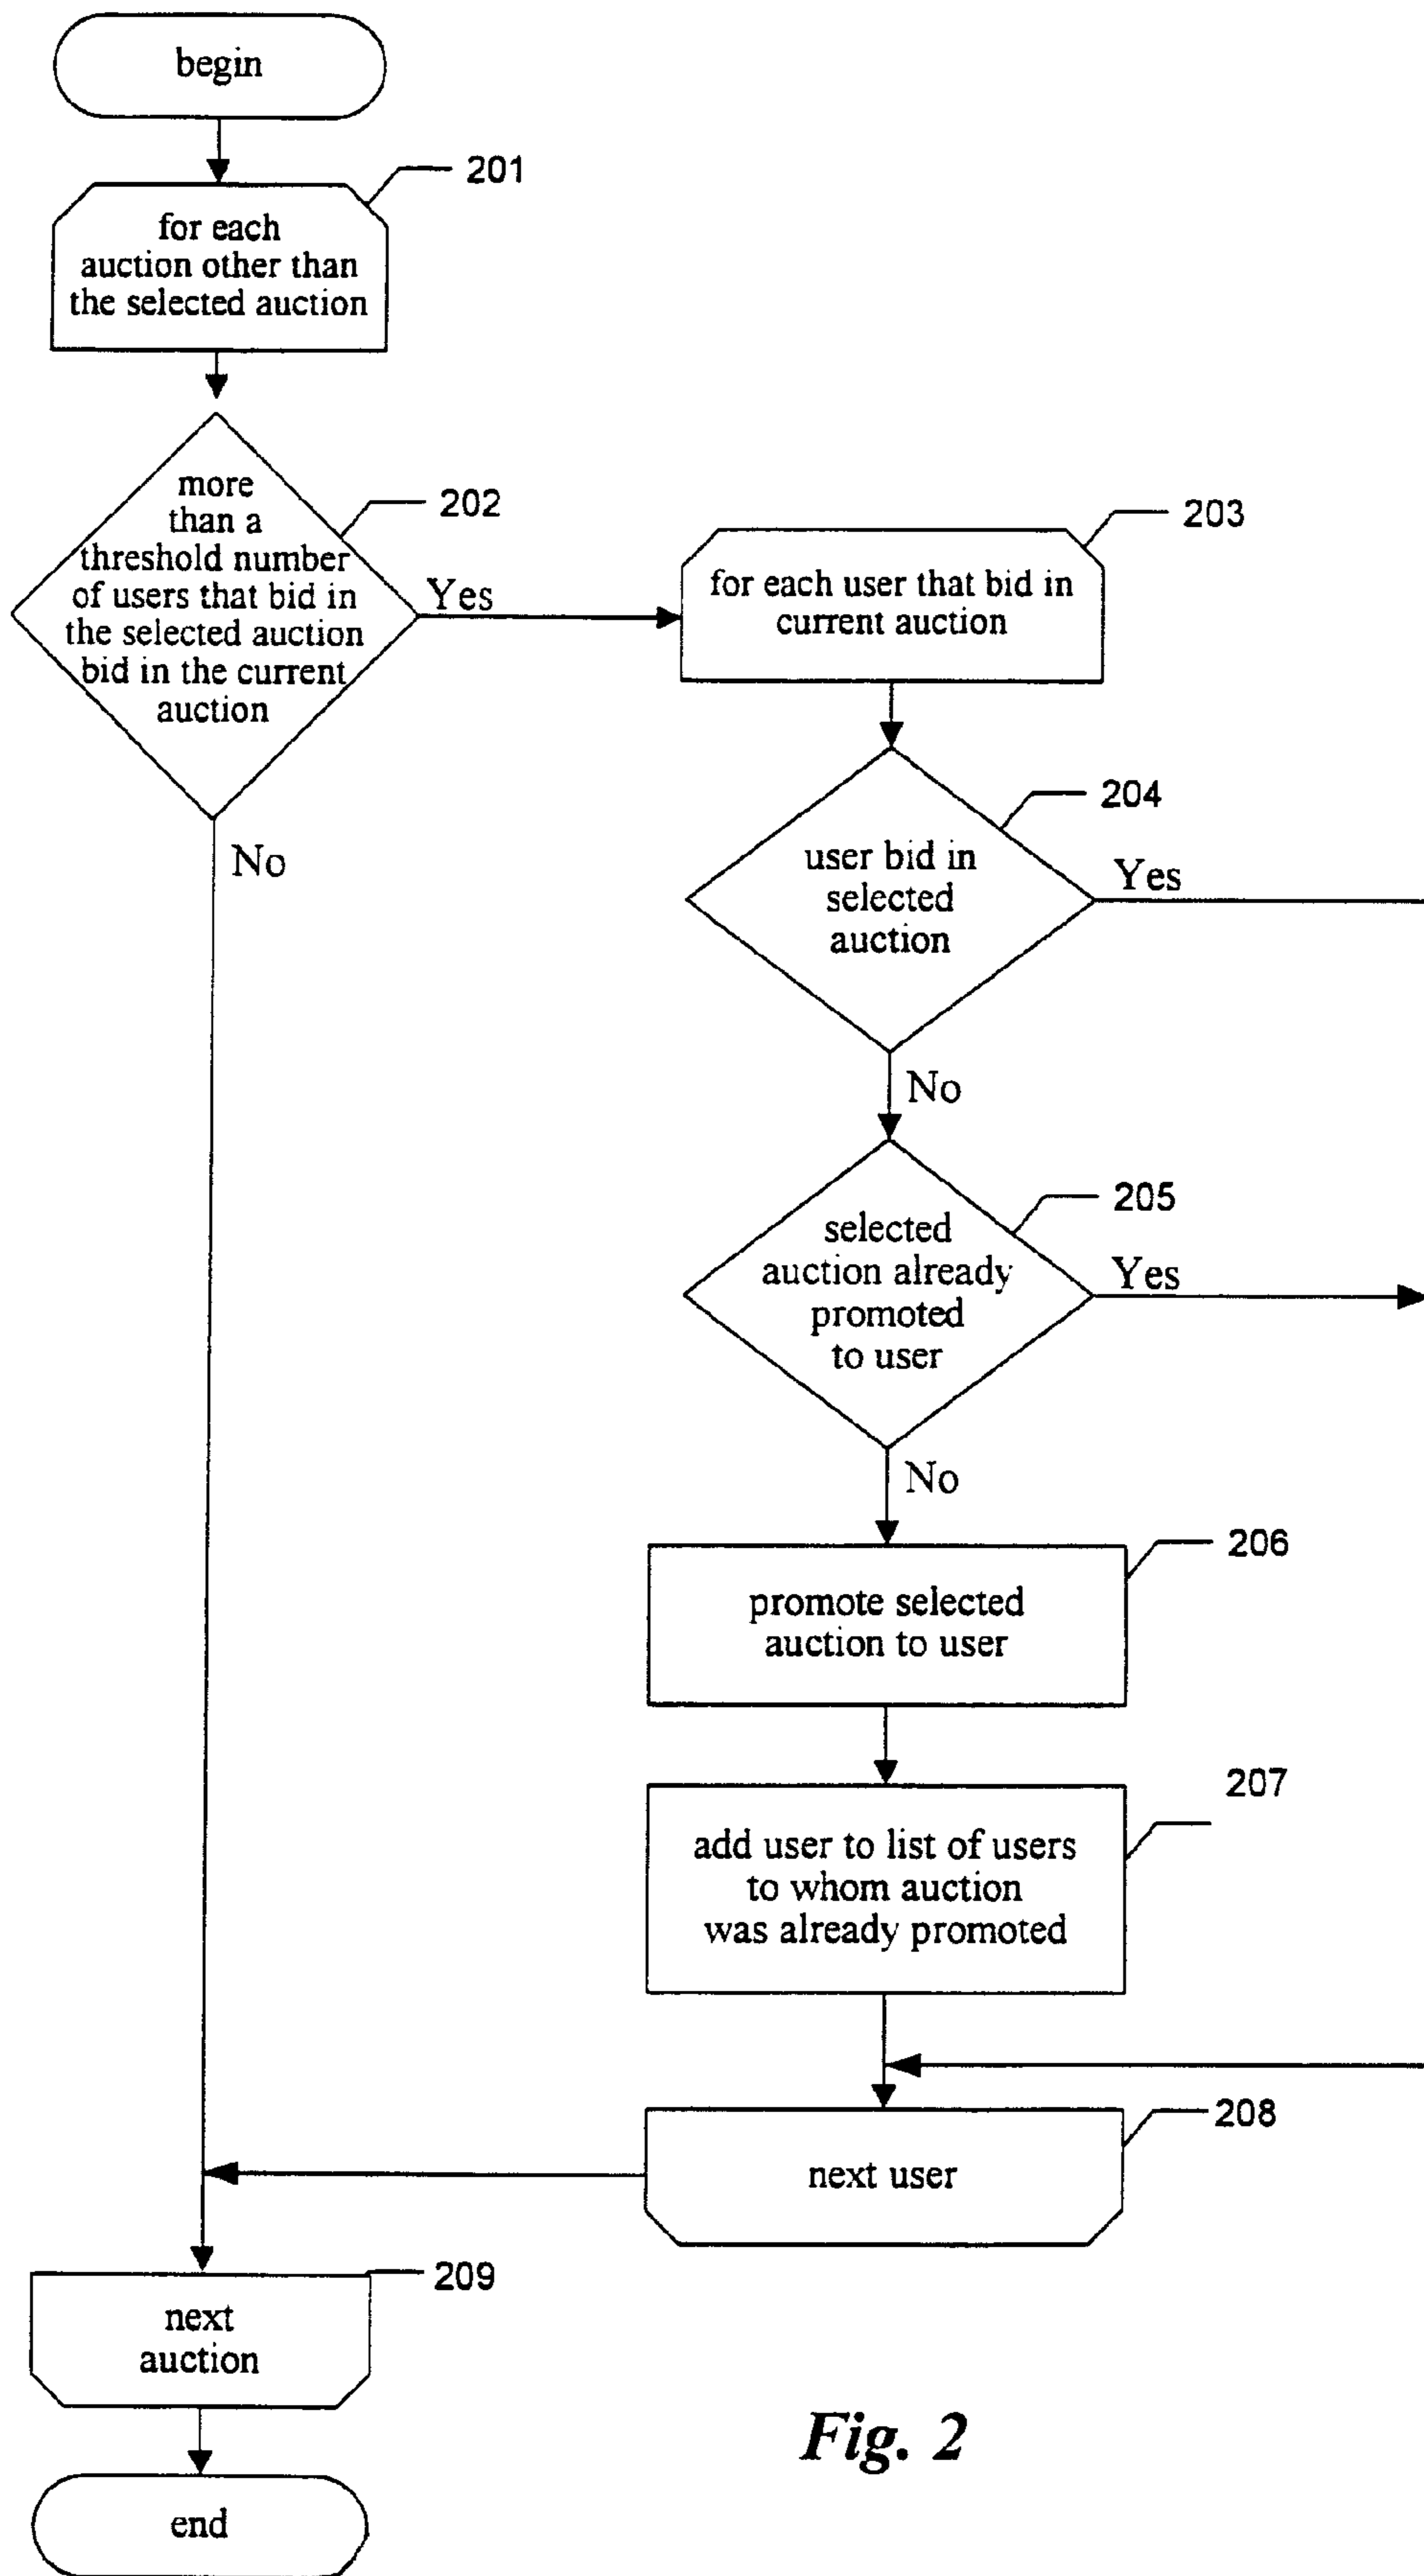 begin
201
for each
auction other than
the selected auction
more
than a
threshold number
of users that bid in
the selected auction
bid in the current
auction
202
Yes
No
203
for each user that bid in
current auction
204
user bid in
selected
auction
Yes
No
205
selected
auction already
promoted
to user
Yes
No
206
promote selected
auction to user
207
add user to list of users
to whom auction
was already promoted
208
next user
209
next
auction
end
Fig. 2